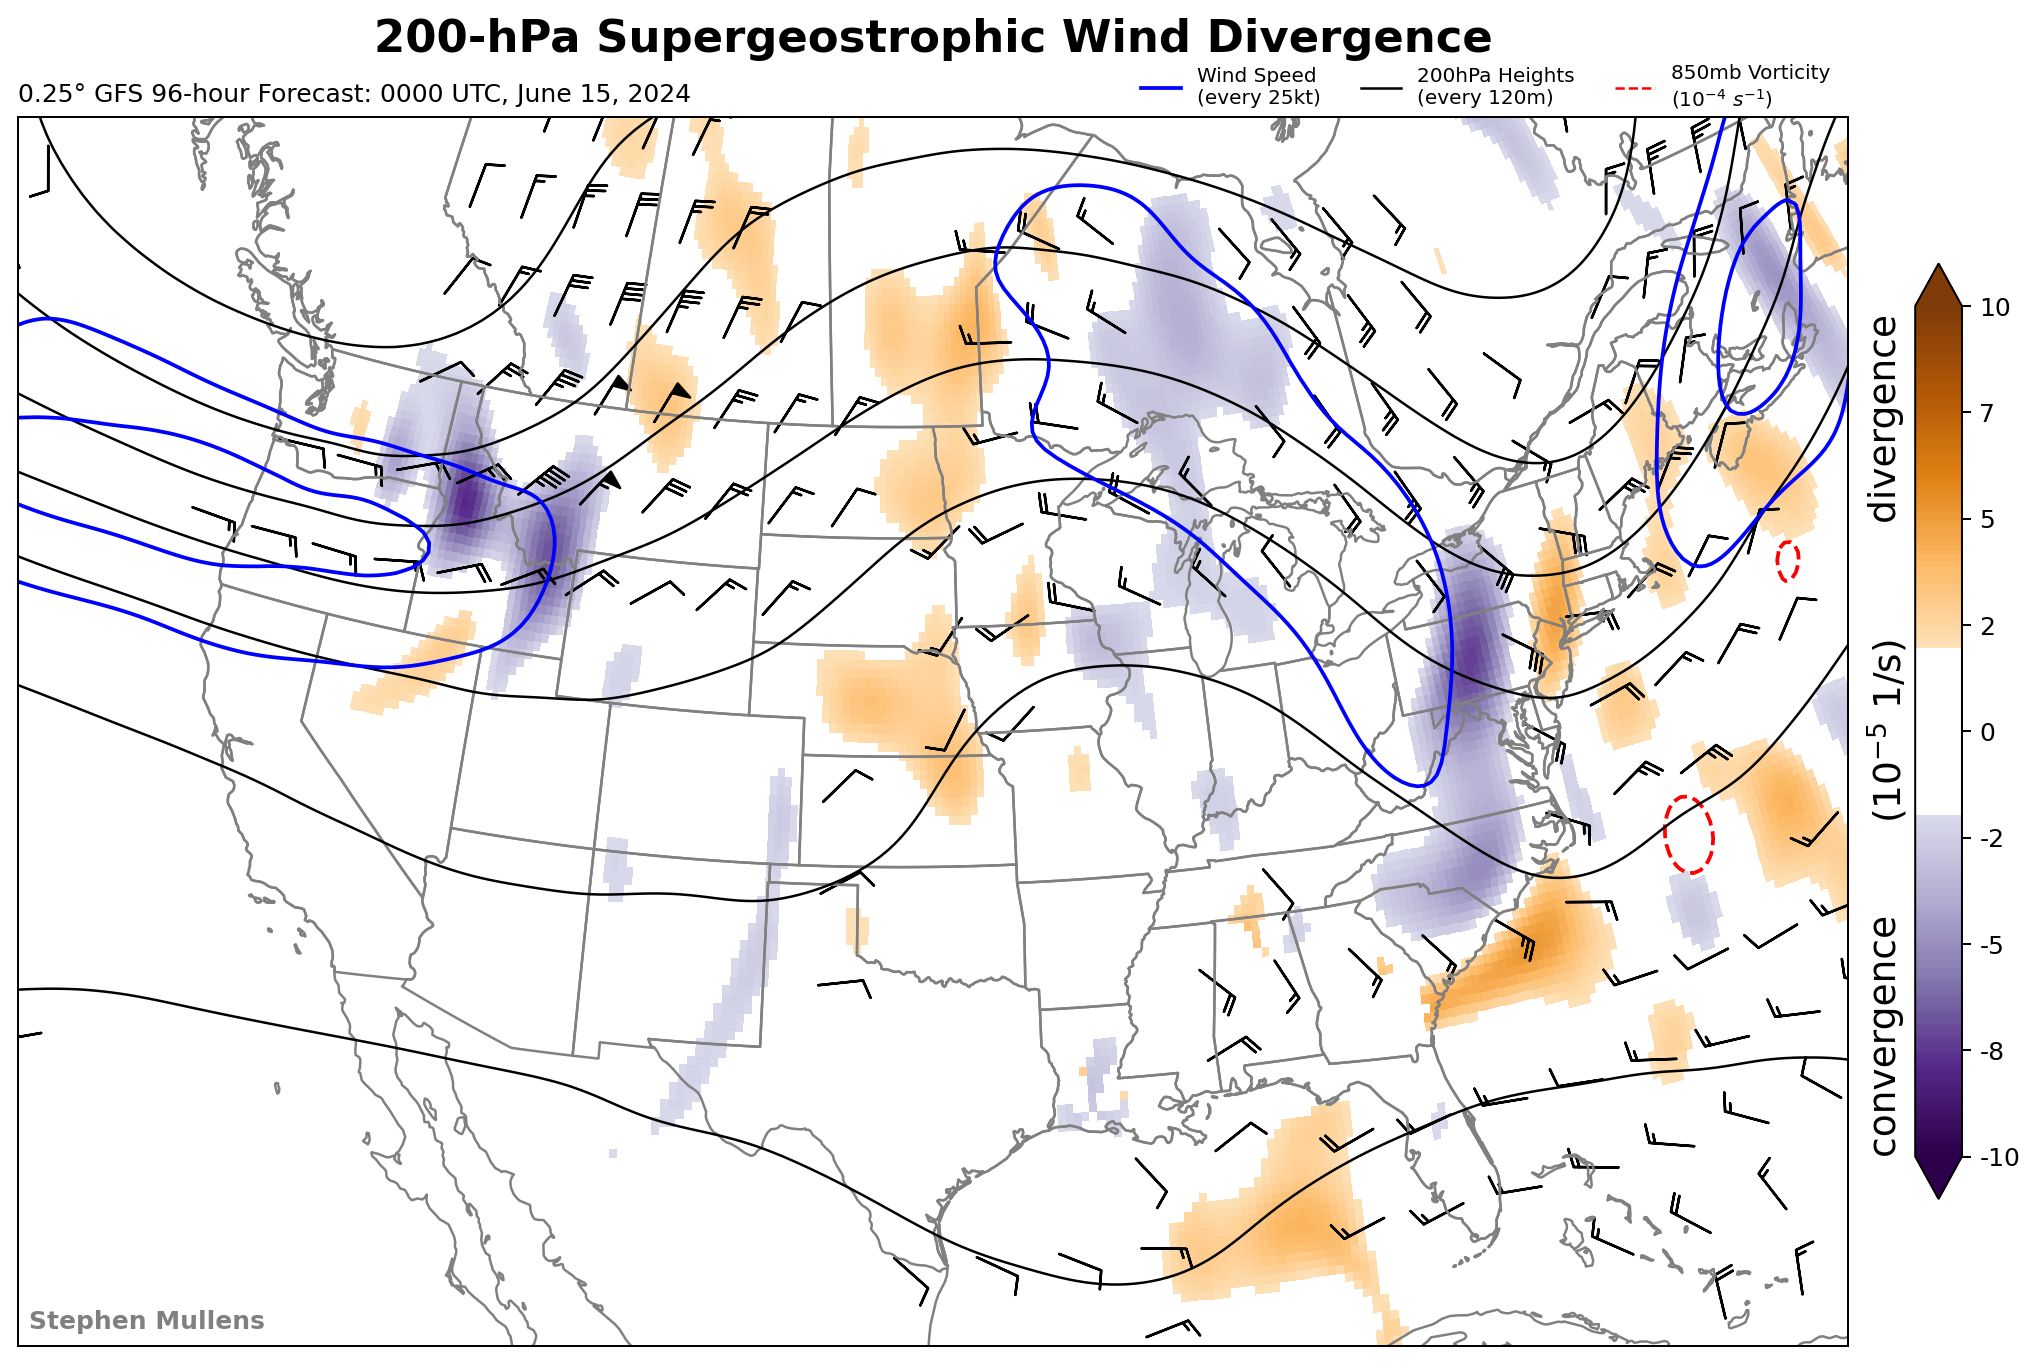 200-hPa Supergeostrophic Wind Divergence
0.25° GFS 96-hour Forecast: 0000 UTC, June 15, 2024
Wind Speed
(every 25kt)
200hPa Heights
(every 120m)
850mb Vorticity
(10⁻⁴ s⁻¹)
10
7
5
2
0
-2
-5
-8
-10
convergence (10⁻⁵ 1/s) divergence
Stephen Mullens